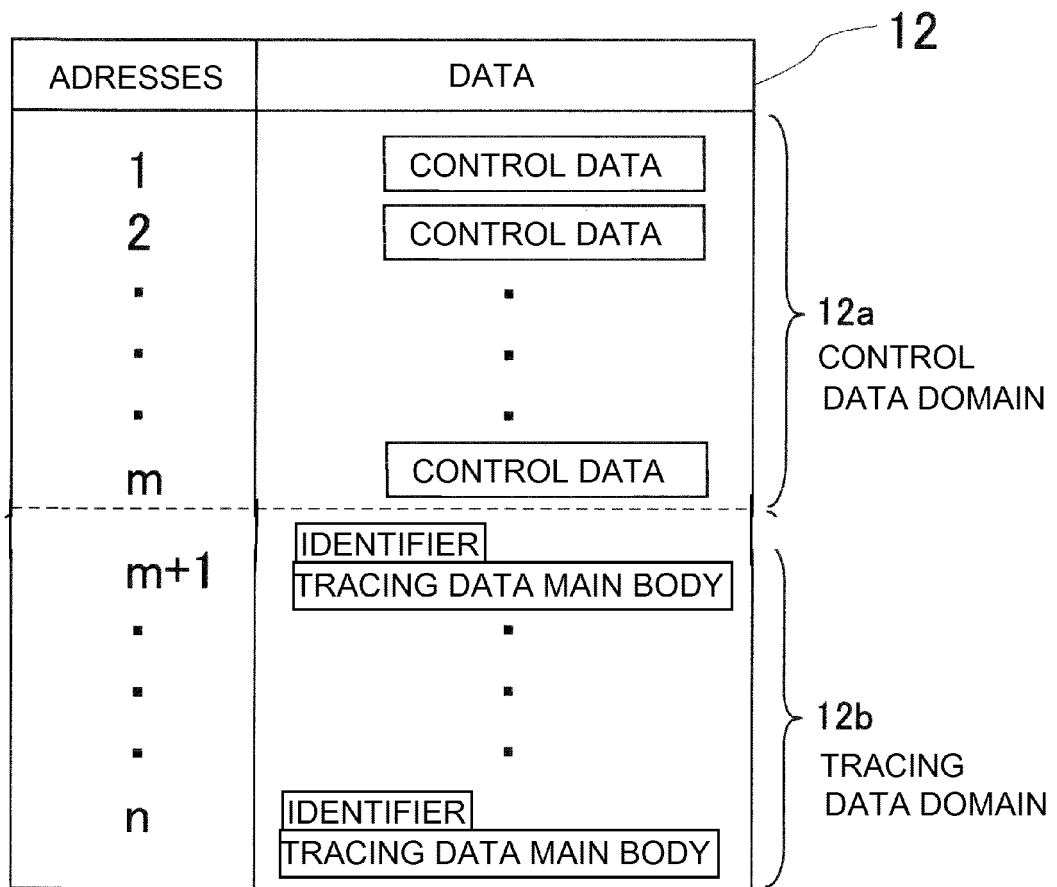 12
ADRESSES DATA
1 CONTROL DATA
2 CONTROL DATA
12a
CONTROL
DATA DOMAIN
m CONTROL DATA
m+1 IDENTIFIER
TRACING DATA MAIN BODY
12b
TRACING
DATA DOMAIN
n IDENTIFIER
TRACING DATA MAIN BODY